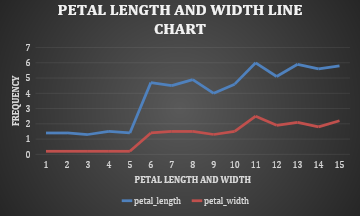 PETAL LENGTH AND WIDTH LINE
CHART
FREQUENCY
7
6
5
4
3
2
1
0
1 2 3 4 5 6 7 8 9 10 11 12 13 14 15
PETAL LENGTH AND WIDTH
petal_length petal_width